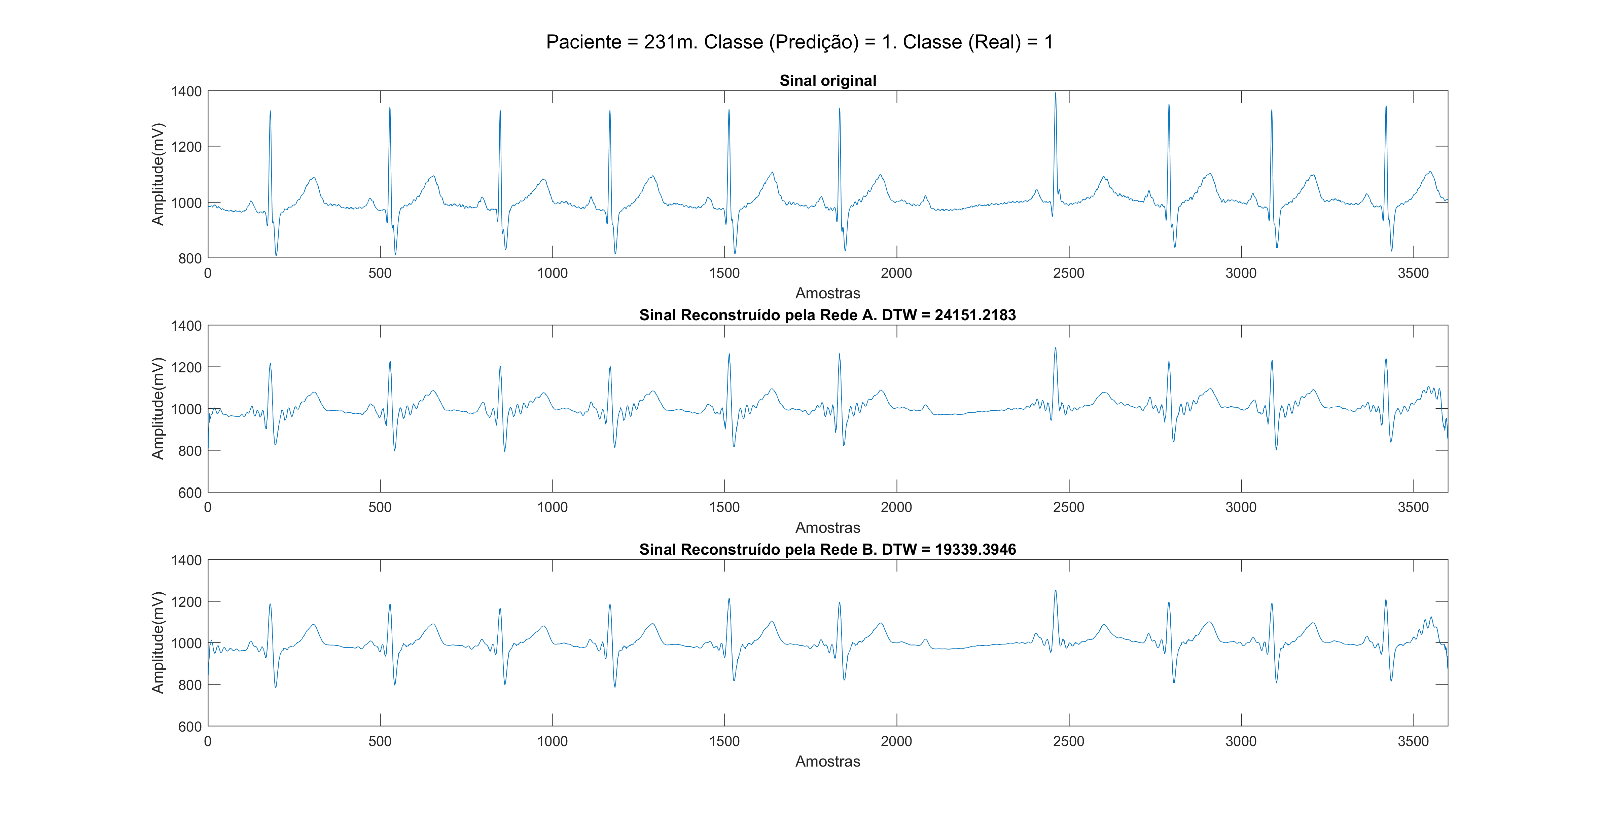 Paciente = 231m. Classe (Predição) = 1. Classe (Real) = 1
Sinal original
Amplitude(mV)
1400
1200
1000
800
0 500 1000 1500 2000 2500 3000 3500
Amostras
Sinal Reconstruído pela Rede A. DTW = 24151.2183
Amplitude(mV)
1400
1200
1000
800
600
0 500 1000 1500 2000 2500 3000 3500
Amostras
Sinal Reconstruído pela Rede B. DTW = 19339.3946
Amplitude(mV)
1400
1200
1000
800
600
0 500 1000 1500 2000 2500 3000 3500
Amostras